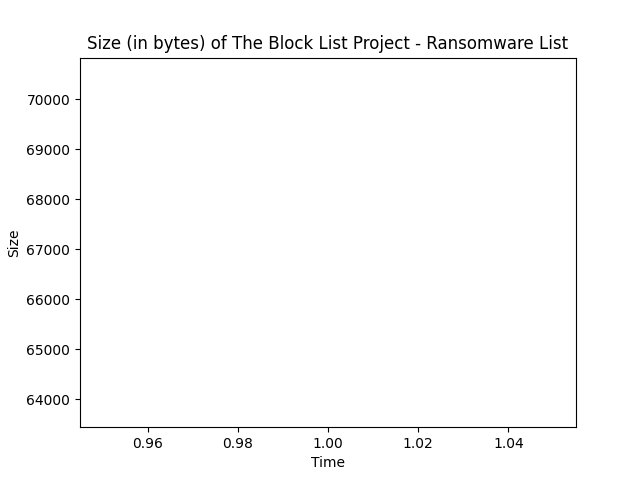 Size (in bytes) of The Block List Project - Ransomware List
70000
69000
68000
67000
66000
65000
64000
Size
0.96 0.98 1.00 1.02 1.04
Time